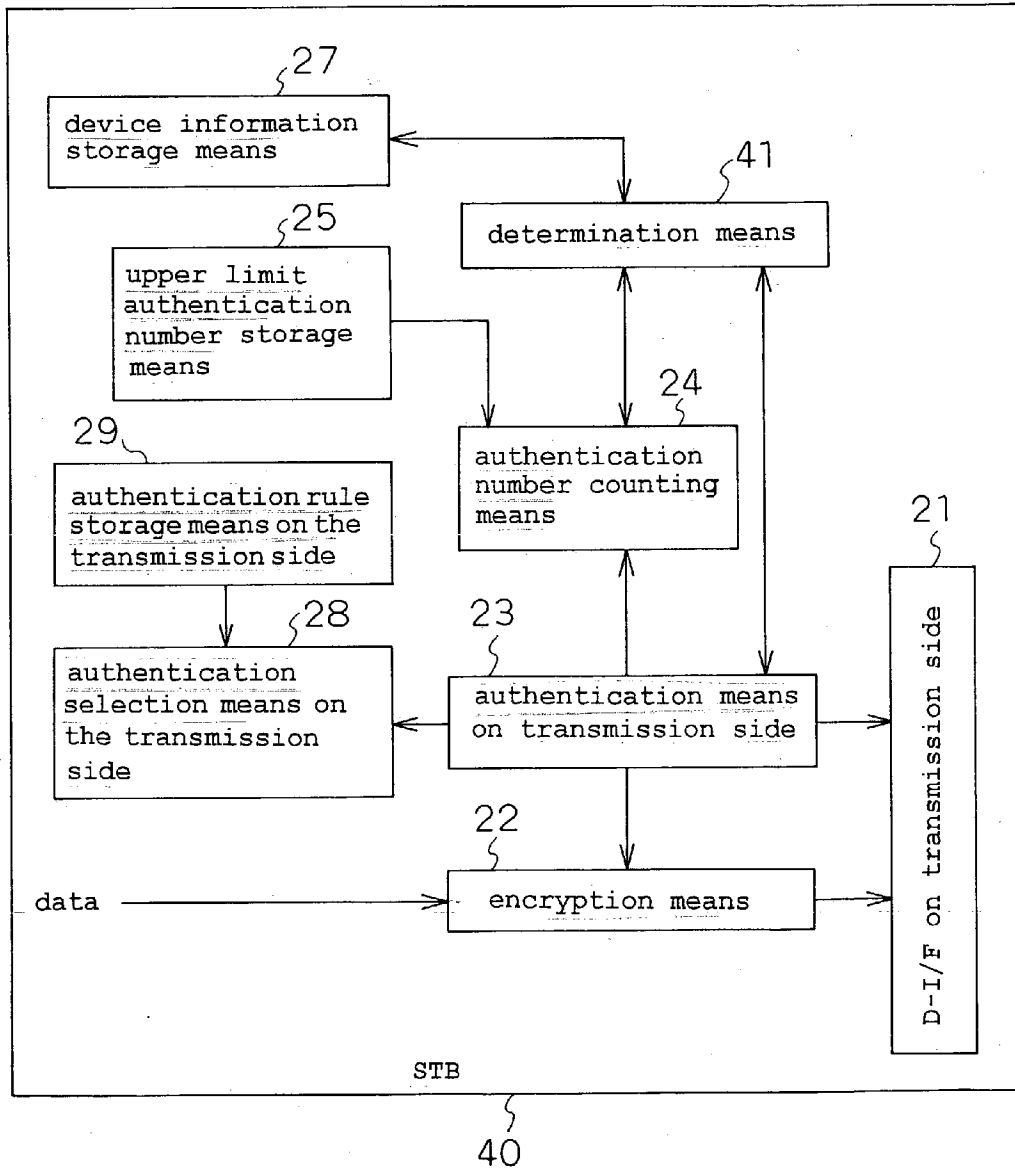 27
device information
storage means
41
determination means
25
upper limit
authentication
number storage
means
24
authentication
number counting
means
29
authentication rule
storage means on the
transmission side
21
D-I/F on transmission side
28
authentication
selection means on
the transmission
side
23
authentication means
on transmission side
22
encryption means
data
STB
40